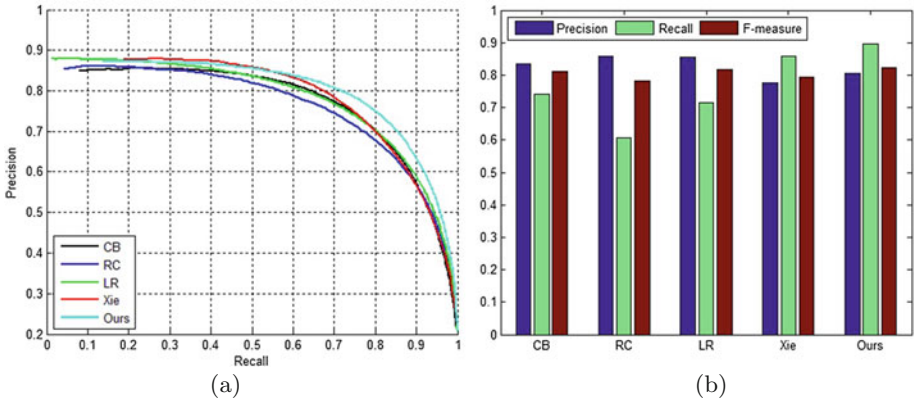 (a)
1
0.9
0.8
0.7
0.6
0.5
0.4
0.3
0.2
Precision
0 0.1 0.2 0.3 0.4 0.5 0.6 0.7 0.8 0.9 1
Recall
CB
RC
LR
Xie
Ours
(b)
Precision Recall F-measure
1
0.9
0.8
0.7
0.6
0.5
0.4
0.3
0.2
0.1
0
CB RC LR Xie Ours